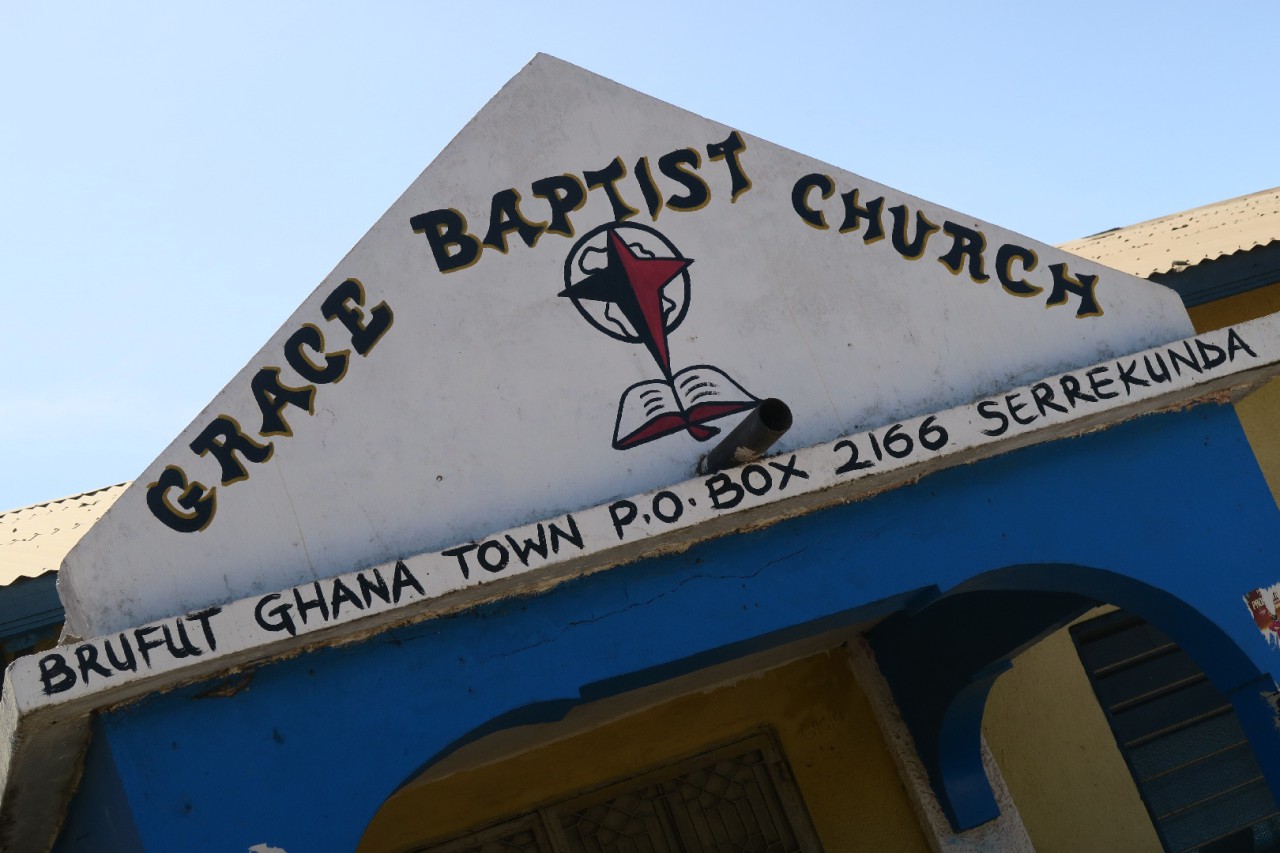 GRACE BAPTIST CHURCH
BRUFUT GHANA TOWN P.O. BOX 2166 SERREKUNDA